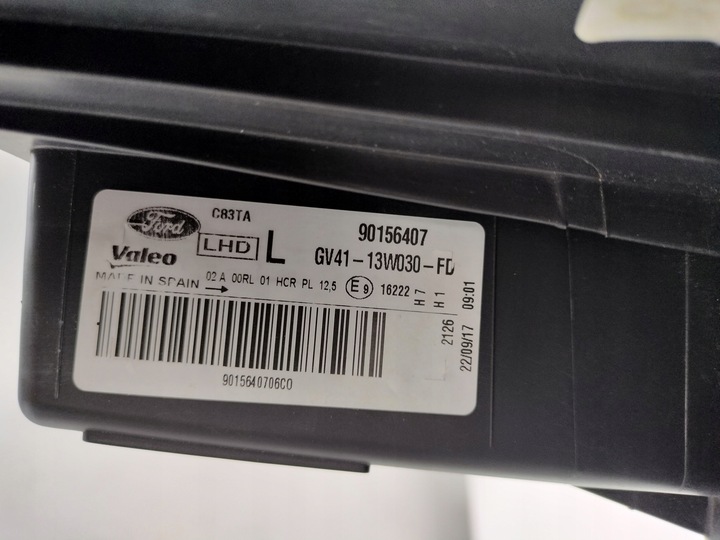 Ford
C83TA
90156407
Valeo
LHD
L
GV41-13W030-FD
MADE IN SPAIN
02 A 00RL 01 HCR PL 12,5
E9
16222
H7
H1
2126
22/09/17 09:01
9015640706C0